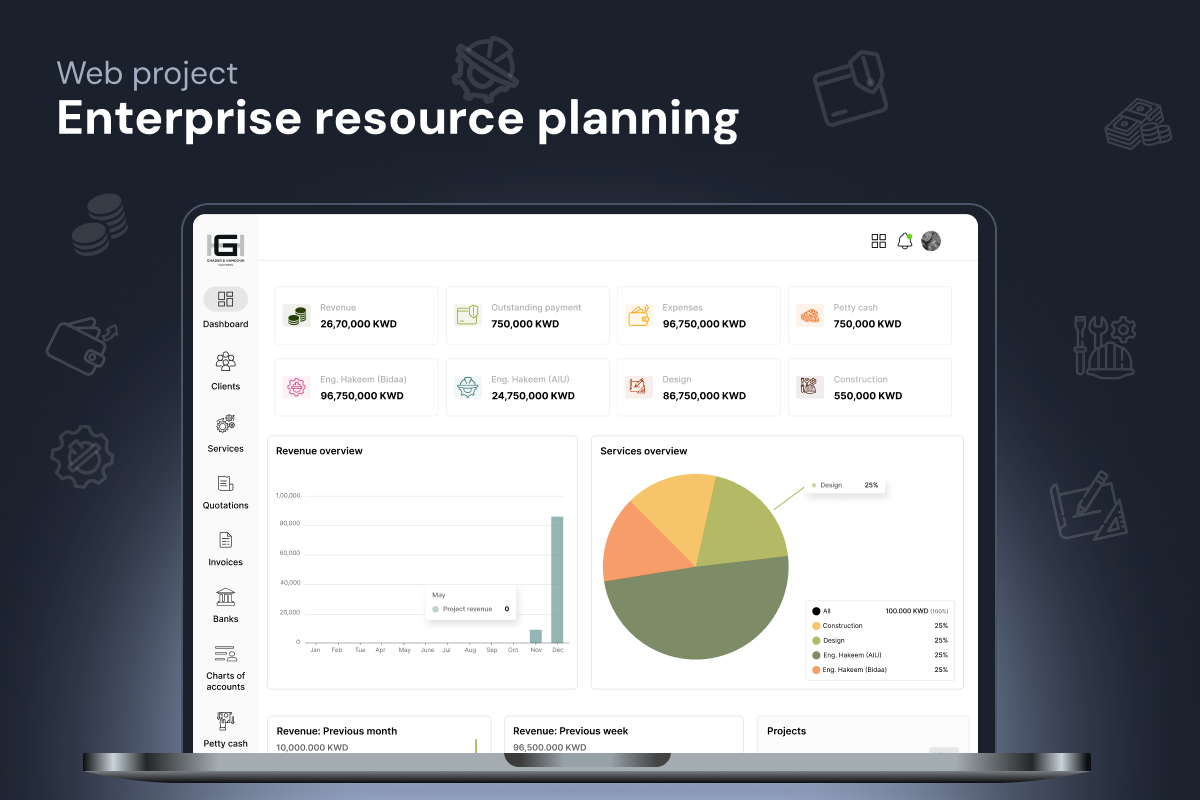 Web project
Enterprise resource planning
GH
Dashboard
Clients
Services
Quotations
Invoices
Banks
Charts of
accounts
Petty cash
Revenue
26,70,000 KWD
Outstanding payment
750,000 KWD
Expenses
96,750,000 KWD
Petty cash
750,000 KWD
Eng. Hakeem (Bidaa)
96,750,000 KWD
Eng. Hakeem (AIU)
24,750,000 KWD
Design
86,750,000 KWD
Construction
550,000 KWD
Revenue overview
1,00,000
80,000
60,000
40,000
20,000
0
Jan Feb Tue Apr May June Jul Aug Sep Oct Nov Dec
May
Project revenue 0
Services overview
Design 25%
All 100.000 KWD (100%)
Construction 25%
Design 25%
Eng. Hakeem (AIU) 25%
Eng. Hakeem (Bidaa) 25%
Revenue: Previous month
10,000.000 KWD
Revenue: Previous week
96,500.000 KWD
Projects